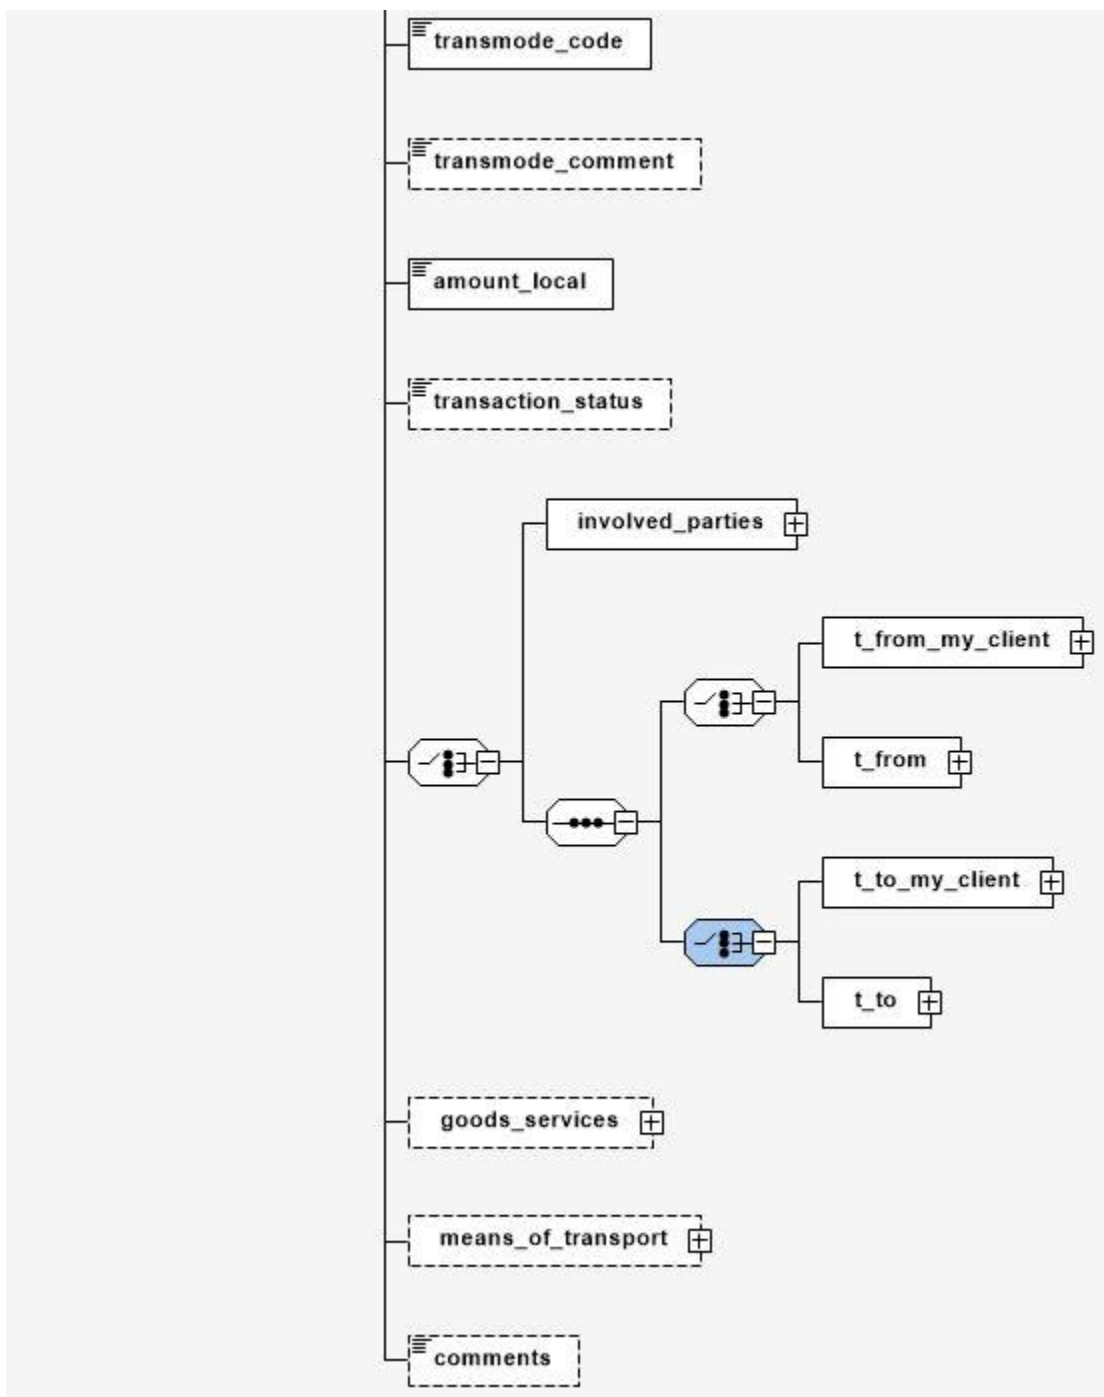 transmode_code
transmode_comment
amount_local
transaction_status
involved_parties
t_from_my_client
t_from
t_to_my_client
t_to
goods_services
means_of_transport
comments